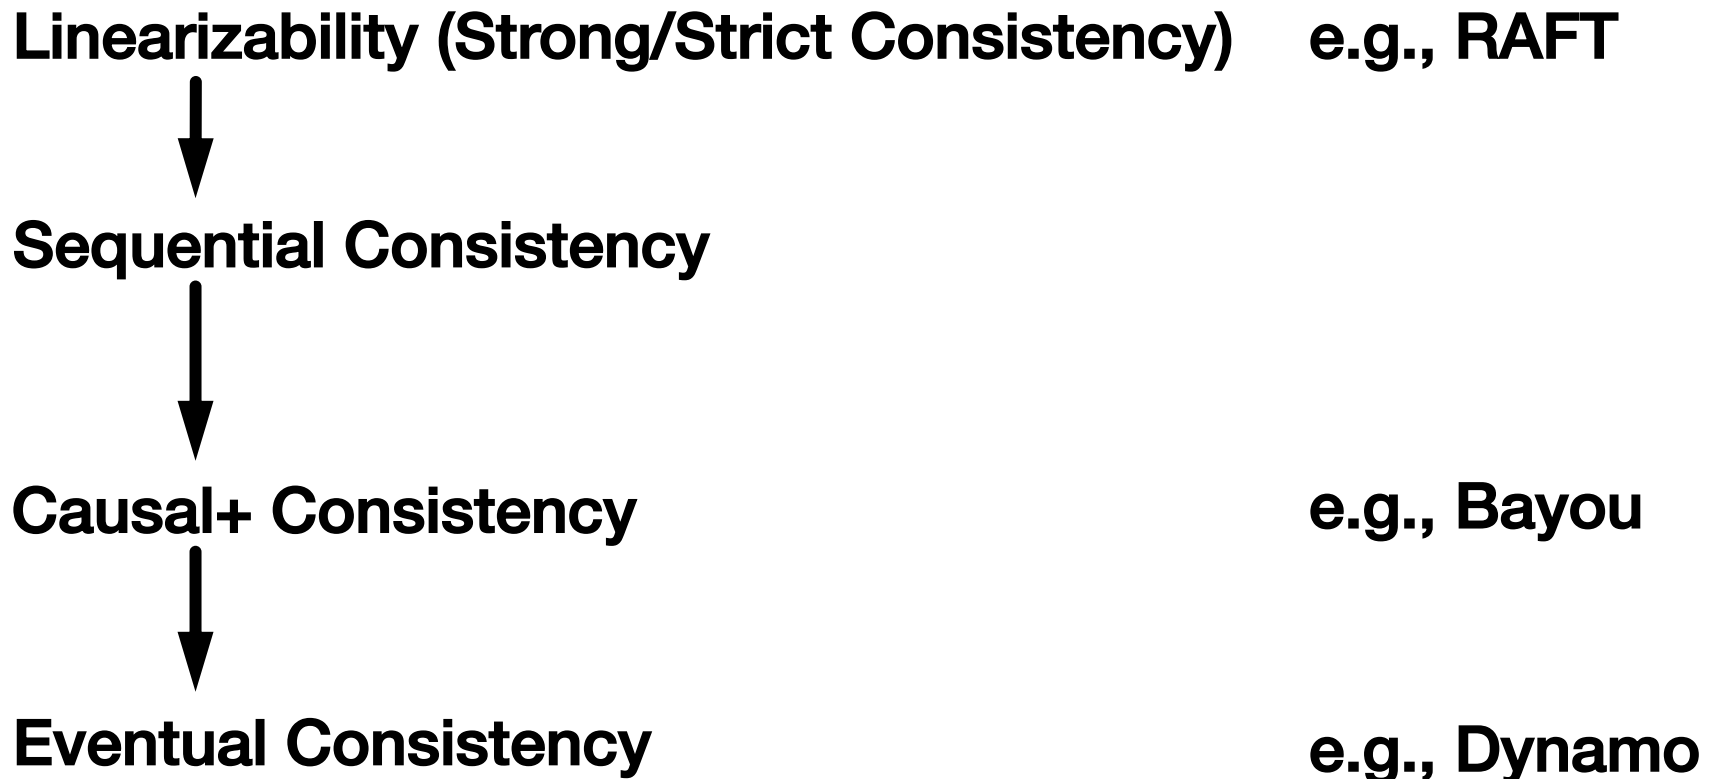 Linearizability (Strong/Strict Consistency) e.g., RAFT
Sequential Consistency
Causal+ Consistency e.g., Bayou
Eventual Consistency e.g., Dynamo